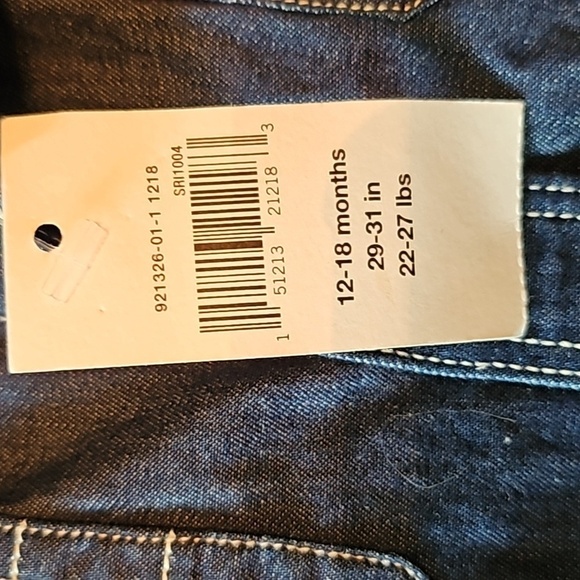 921326-01-1 1218
SRI1004
1 51213 21218 3
12-18 months
29-31 in
22-27 lbs